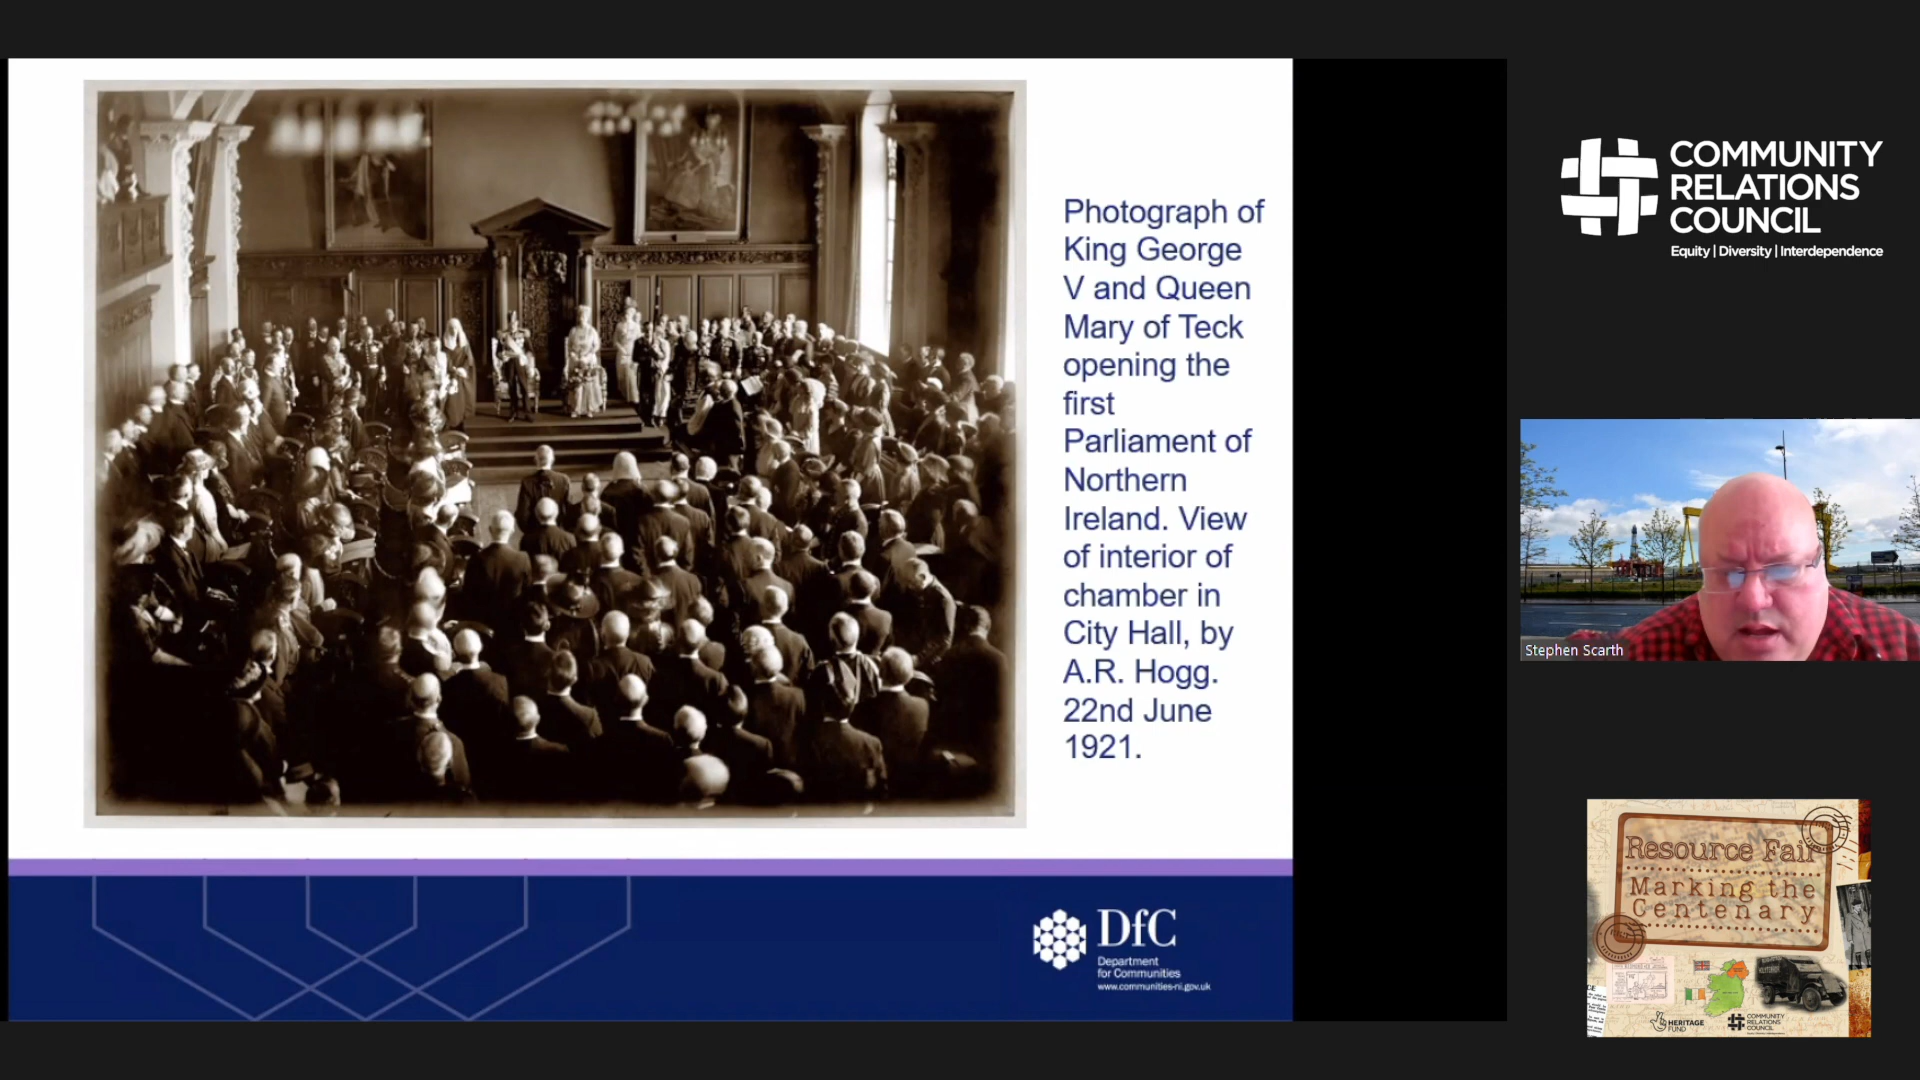 Photograph of
King George
V and Queen
Mary of Teck
opening the
first
Parliament of
Northern
Ireland. View
of interior of
chamber in
City Hall, by
A.R. Hogg.
22nd June
1921.
DfC
Department
for Communities
www.communities-ni.gov.uk
COMMUNITY
RELATIONS
COUNCIL
Equity | Diversity | Interdependence
Stephen Scarth
Resource Fair
Marking the
Centenary
HERITAGE
FUND
COMMUNITY
RELATIONS
COUNCIL